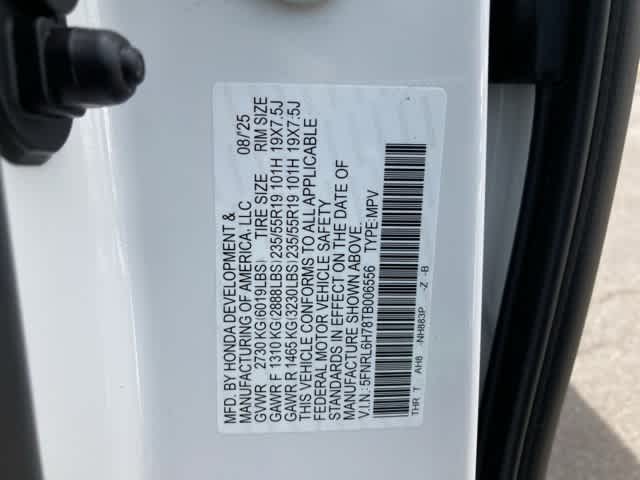 MFD. BY HONDA DEVELOPMENT & 08/'25
MANUFACTURING OF AMERICA, LLC
GVWR 2730 KG(6019LBS) TIRE SIZE RIM SIZE
GAWR F 1310 KG(2888LBS)235/55R19 101H 19X7.5J
GAWR R 1465 KG(3230LBS)235/55R19 101H 19X7.5J
THIS VEHICLE CONFORMS TO ALL APPLICABLE
FEDERAL MOTOR VEHICLE SAFETY
STANDARDS IN EFFECT ON THE DATE OF
MANUFACTURE SHOWN ABOVE.
V.I.N.: 5FNRL6H78TB006556 TYPE:MPV
THR T AH6 -NH883P -Z -B